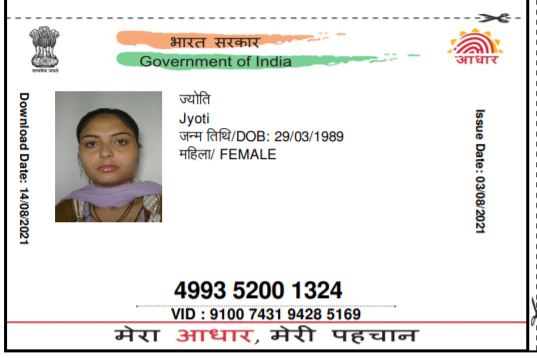 भारत सरकार
Government of India
सत्यमेव जयते
आधार
Download Date: 14/08/2021
ज्योति
Jyoti
जन्म तिथि/DOB: 29/03/1989
महिला/ FEMALE
Issue Date: 03/08/2021
4993 5200 1324
VID : 9100 7431 9428 5169
मेरा आधार, मेरी पहचान